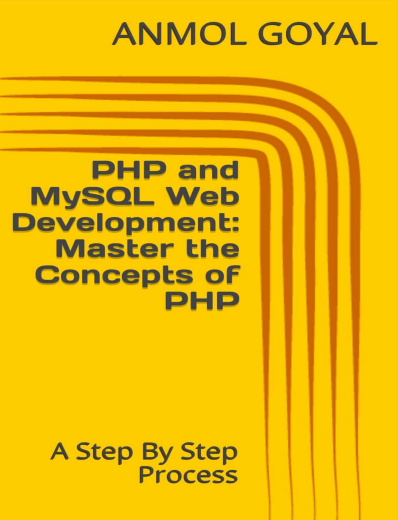 ANMOL GOYAL
PHP and
MySQL Web
Development:
Master the
Concepts of
PHP
A Step By Step
Process